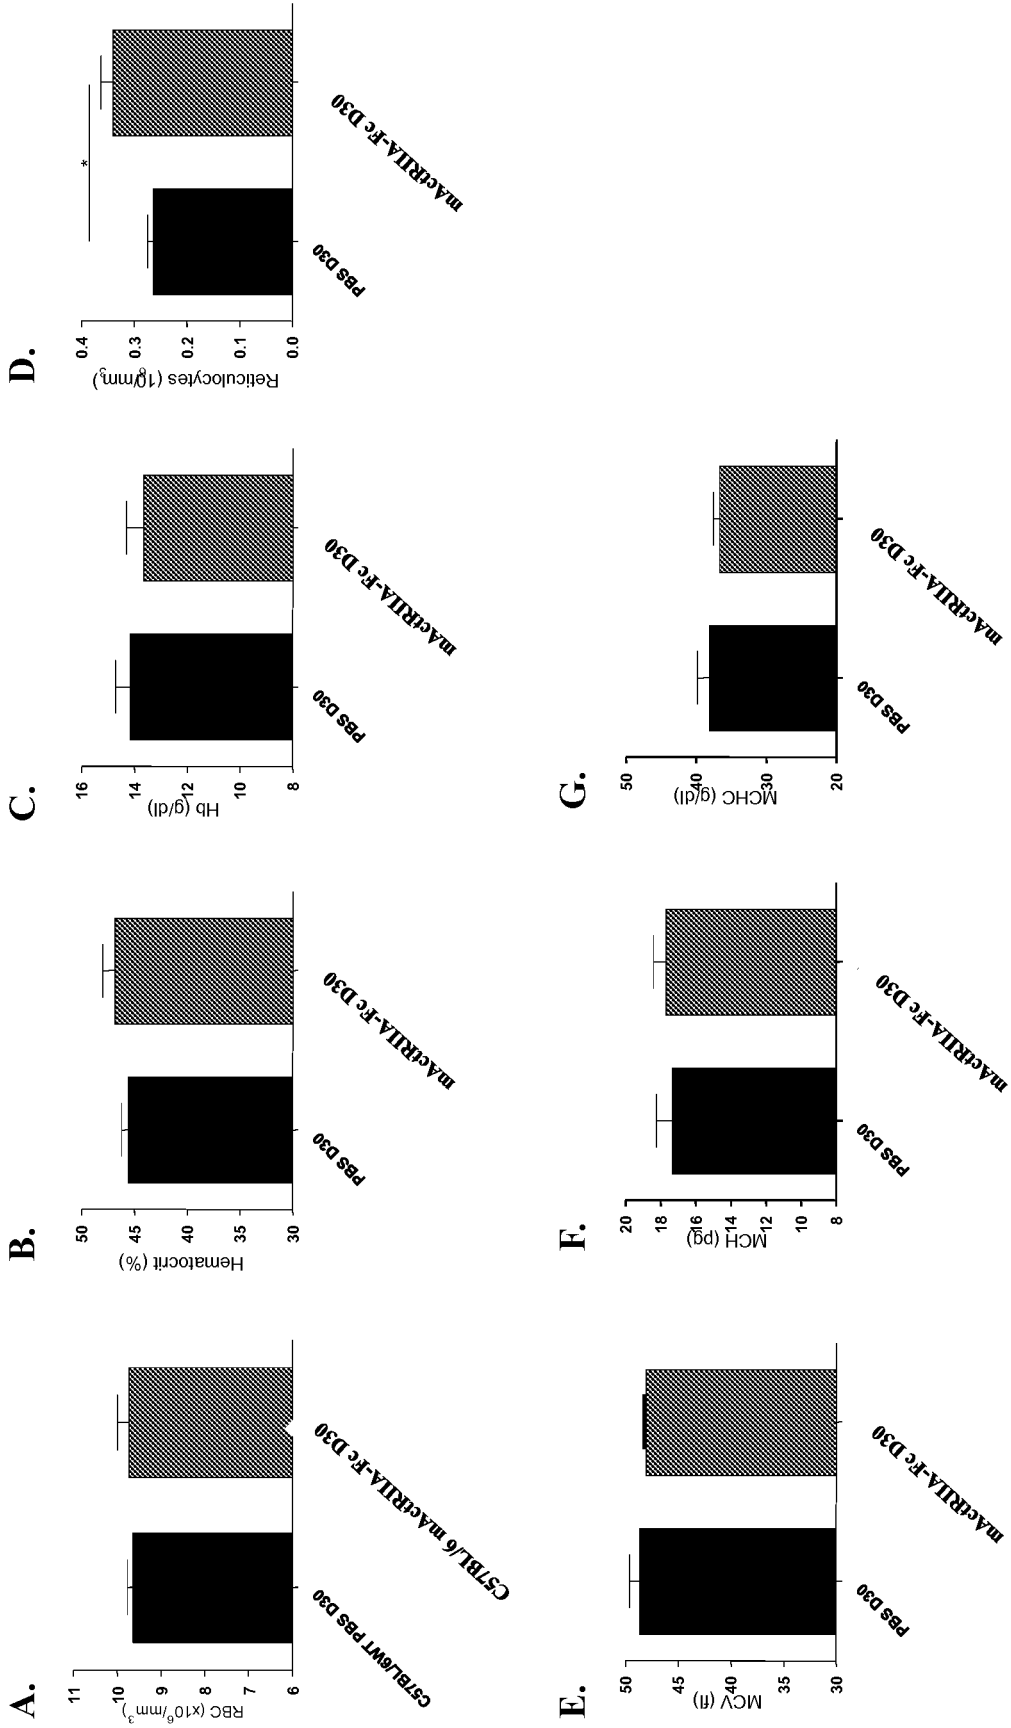 A.
11
10
9
8
7
6
RBC (x10⁶/mm³)
C57BL/6WT PBS D30
C57BL/6 mActRIIA-Fc D30
B.
50
45
40
35
30
Hematocrit (%)
PBS D30
mActRIIA-Fc D30
C.
16
14
12
10
8
Hb (g/dl)
PBS D30
mActRIIA-Fc D30
D.
0.4
0.3
0.2
0.1
0.0
Reticulocytes (10⁶/mm³)
*
PBS D30
mActRIIA-Fc D30
E.
50
45
40
35
30
MCV (fl)
PBS D30
mActRIIA-Fc D30
F.
20
18
16
14
12
10
8
MCH (pg)
PBS D30
mActRIIA-Fc D30
G.
50
40
30
20
MCHC (g/dl)
PBS D30
mActRIIA-Fc D30